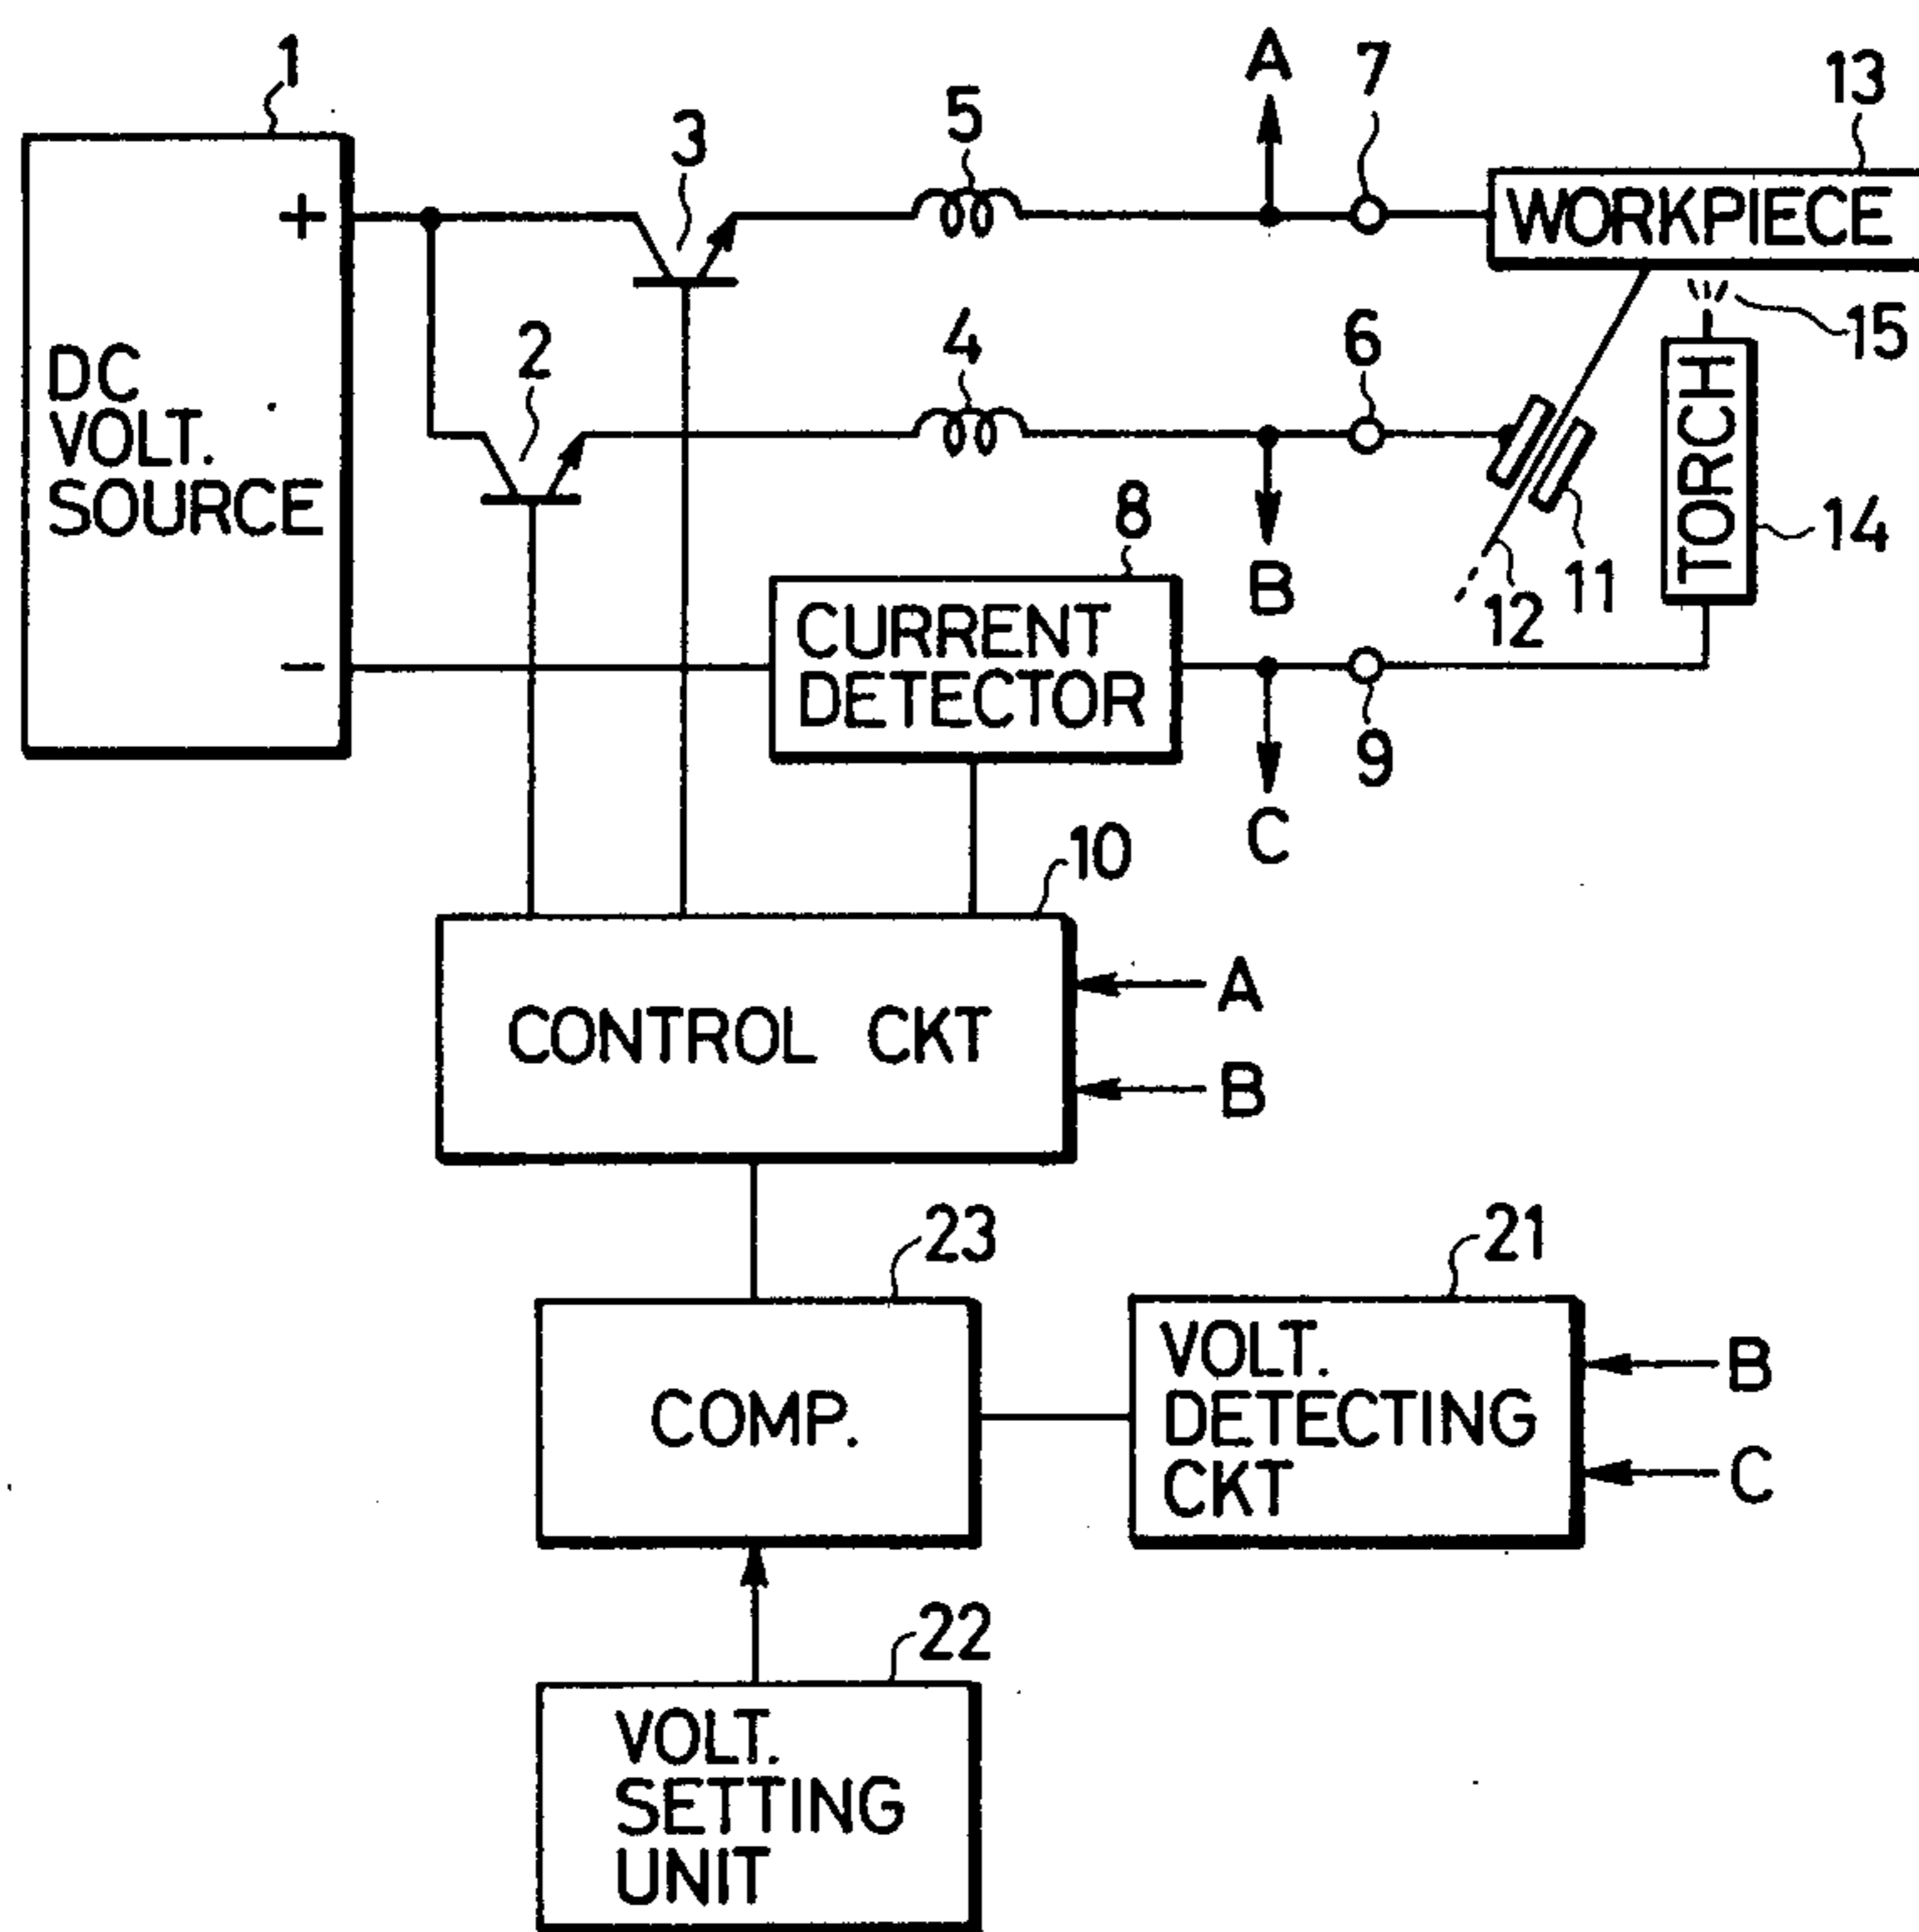 1
3
5
A
7
13
+
WORKPIECE
2
4
6
15
DC
VOLT.
SOURCE
TORCH
8
14
B
11
12
CURRENT
DETECTOR
−
9
C
10
A
CONTROL CKT
B
23
21
VOLT.
DETECTING
CKT
B
COMP.
C
22
VOLT.
SETTING
UNIT